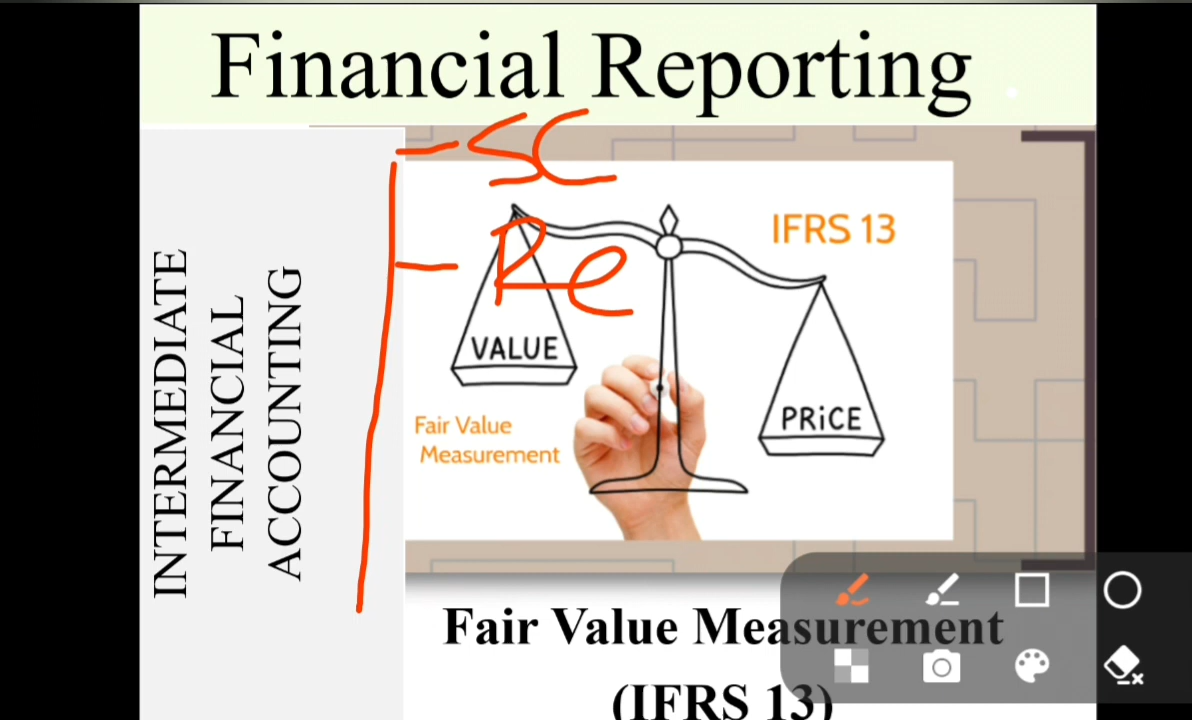 Financial Reporting
INTERMEDIATE
FINANCIAL
ACCOUNTING
- SC
- Re
IFRS 13
VALUE
PRiCE
Fair Value
Measurement
Fair Value Measurement
(IFRS 13)